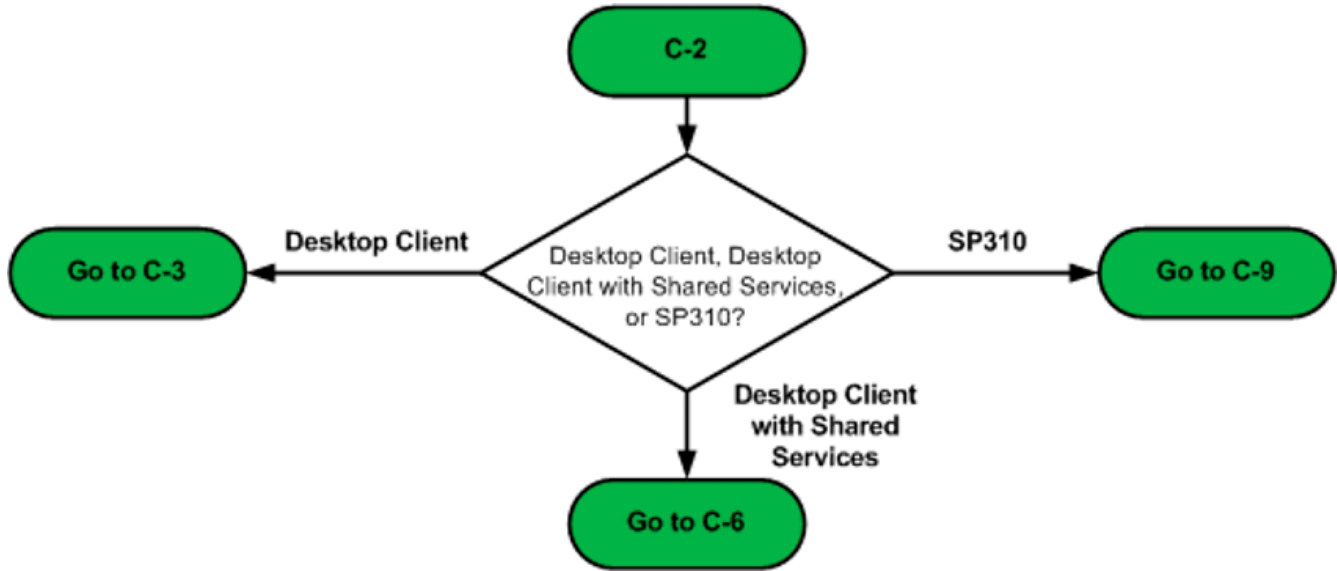 C-2
Desktop Client
SP310
Go to C-3
Desktop Client, Desktop
Client with Shared Services,
or SP310?
Go to C-9
Desktop Client
with Shared
Services
Go to C-6